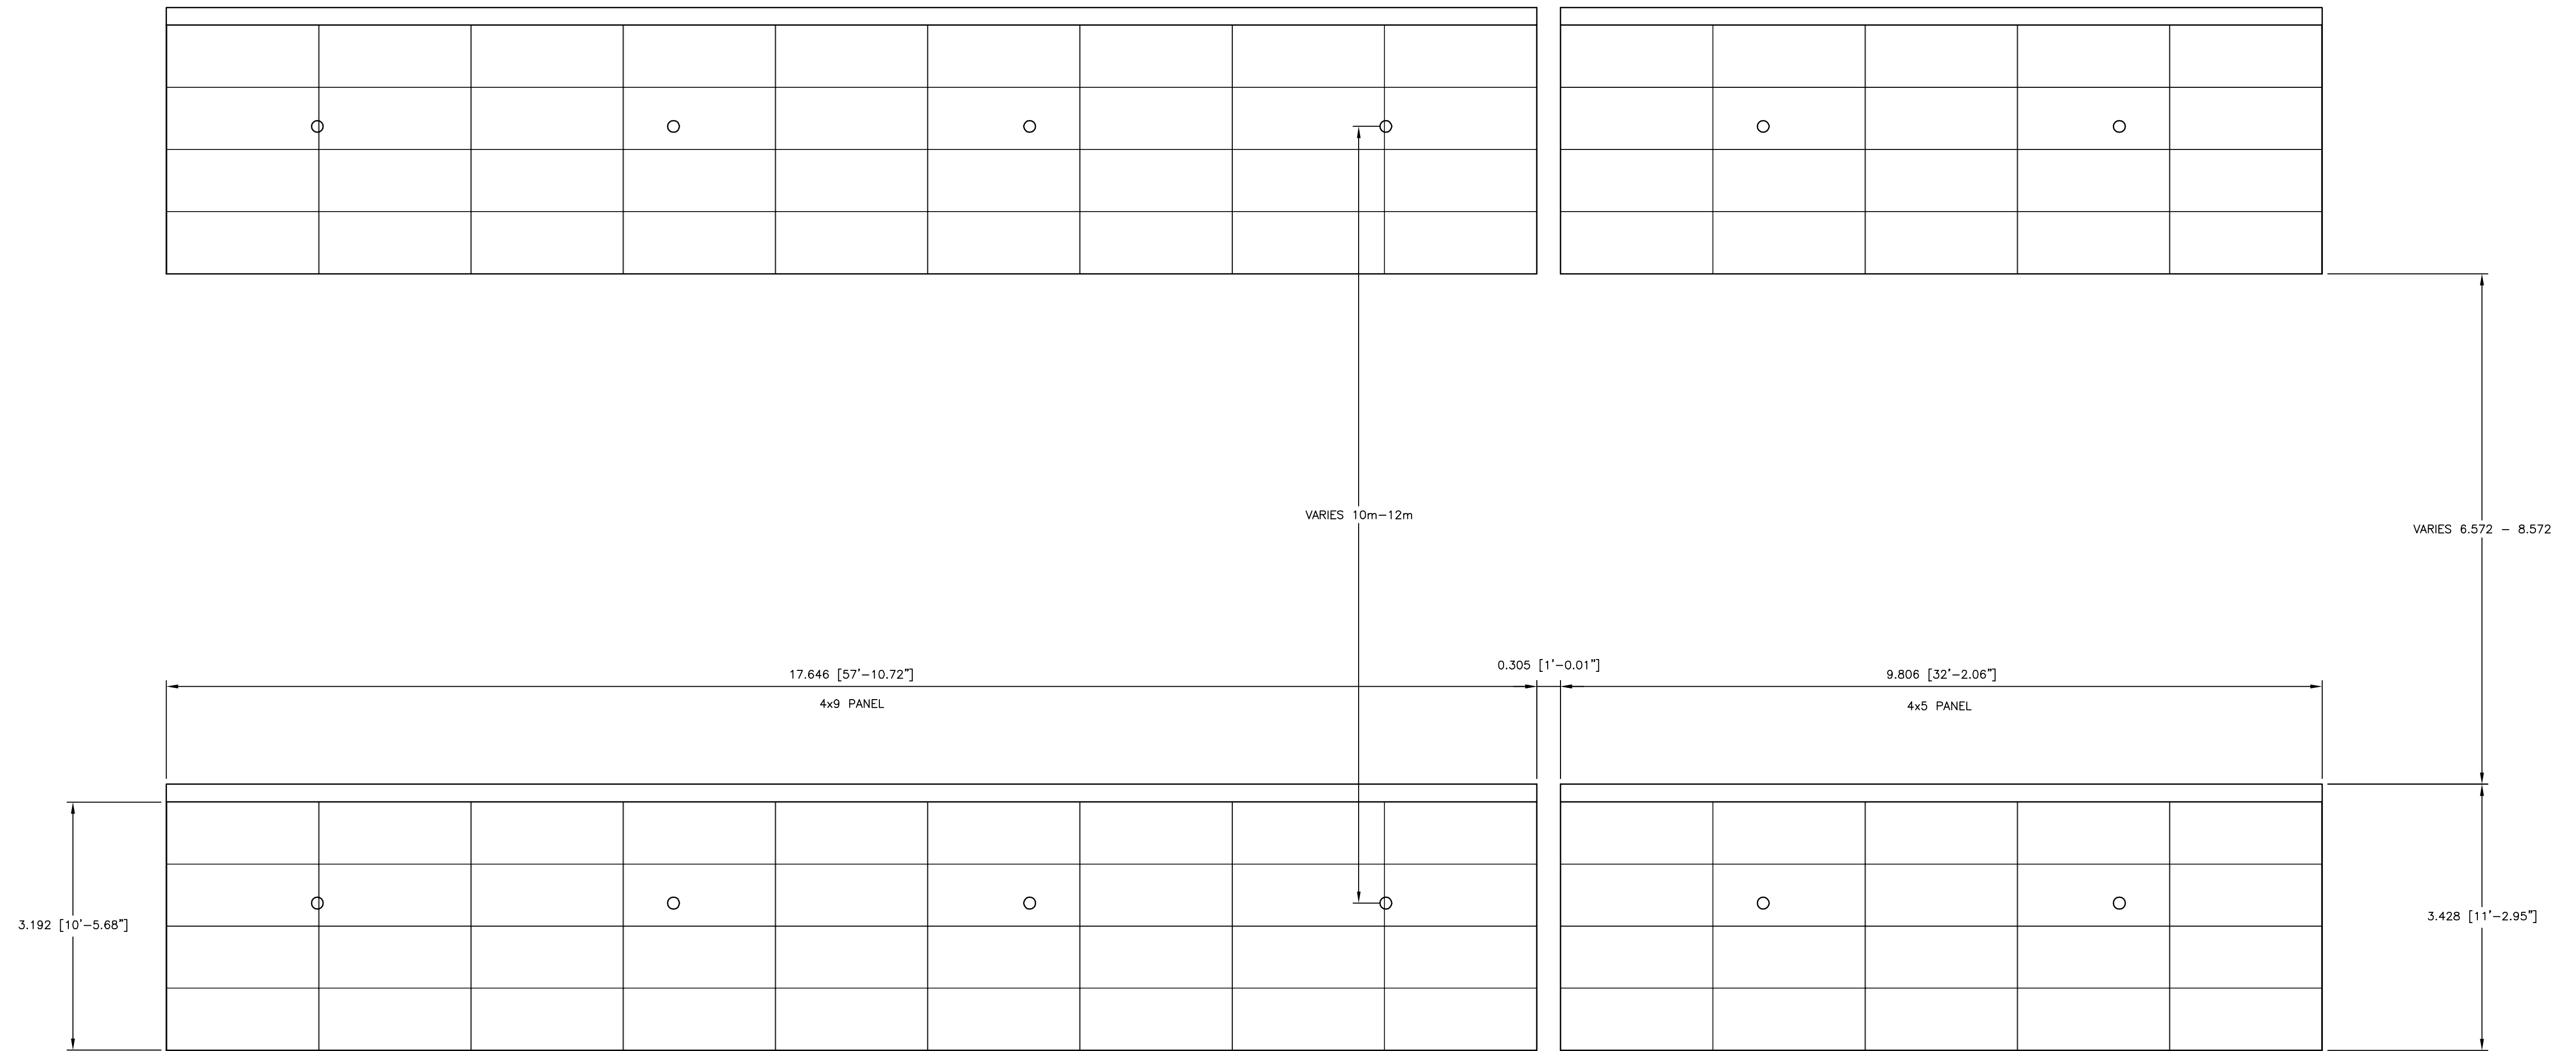 VARIES 10m-12m
VARIES 6.572 - 8.572
17.646 [57'-10.72"]
0.305 [1'-0.01"]
9.806 [32'-2.06"]
4x9 PANEL
4x5 PANEL
3.192 [10'-5.68"]
3.428 [11'-2.95"]